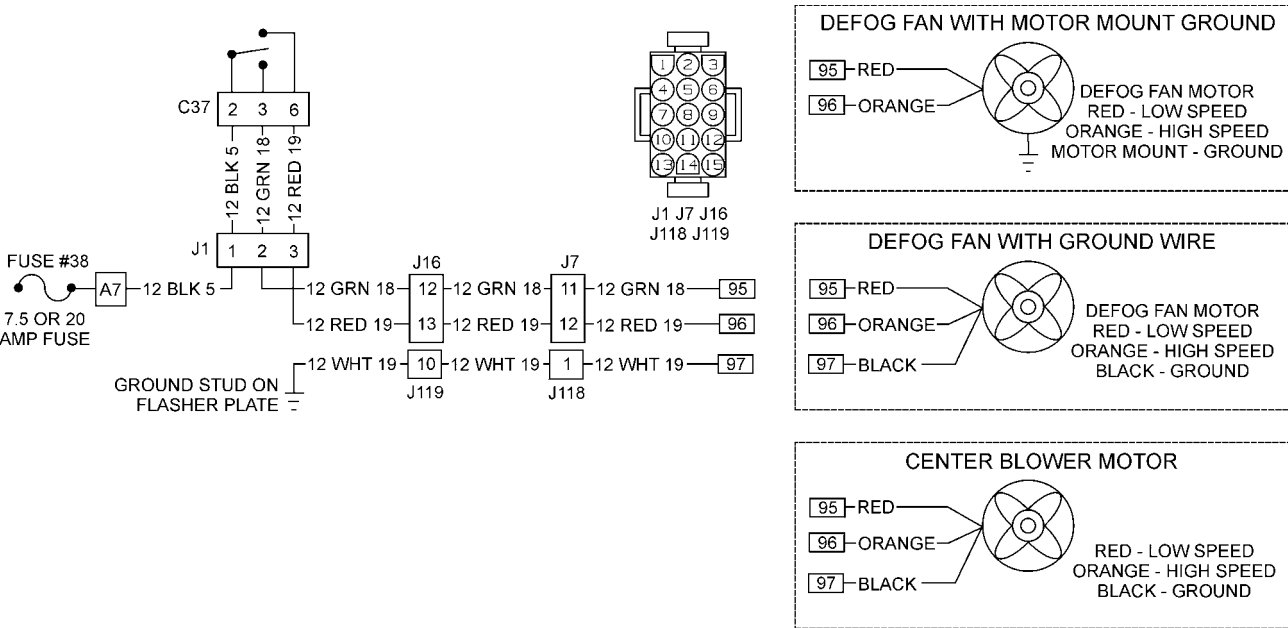 C37
2 3 6
12 BLK 5
12 GRN 18
12 RED 19
J1
1 2 3
FUSE #38
A7
12 BLK 5
7.5 OR 20
AMP FUSE
J16
J7
12 GRN 18 12 12 GRN 18 11 12 GRN 18 95
12 RED 19 13 12 RED 19 12 12 RED 19 96
12 WHT 19 10 12 WHT 19 1 12 WHT 19 97
J119
J118
GROUND STUD ON
FLASHER PLATE
1 2 3
4 5 6
7 8 9
10 11 12
13 14 15
J1 J7 J16
J118 J119
DEFOG FAN WITH MOTOR MOUNT GROUND
95 RED
96 ORANGE
DEFOG FAN MOTOR
RED - LOW SPEED
ORANGE - HIGH SPEED
MOTOR MOUNT - GROUND
DEFOG FAN WITH GROUND WIRE
95 RED
96 ORANGE
97 BLACK
DEFOG FAN MOTOR
RED - LOW SPEED
ORANGE - HIGH SPEED
BLACK - GROUND
CENTER BLOWER MOTOR
95 RED
96 ORANGE
97 BLACK
RED - LOW SPEED
ORANGE - HIGH SPEED
BLACK - GROUND